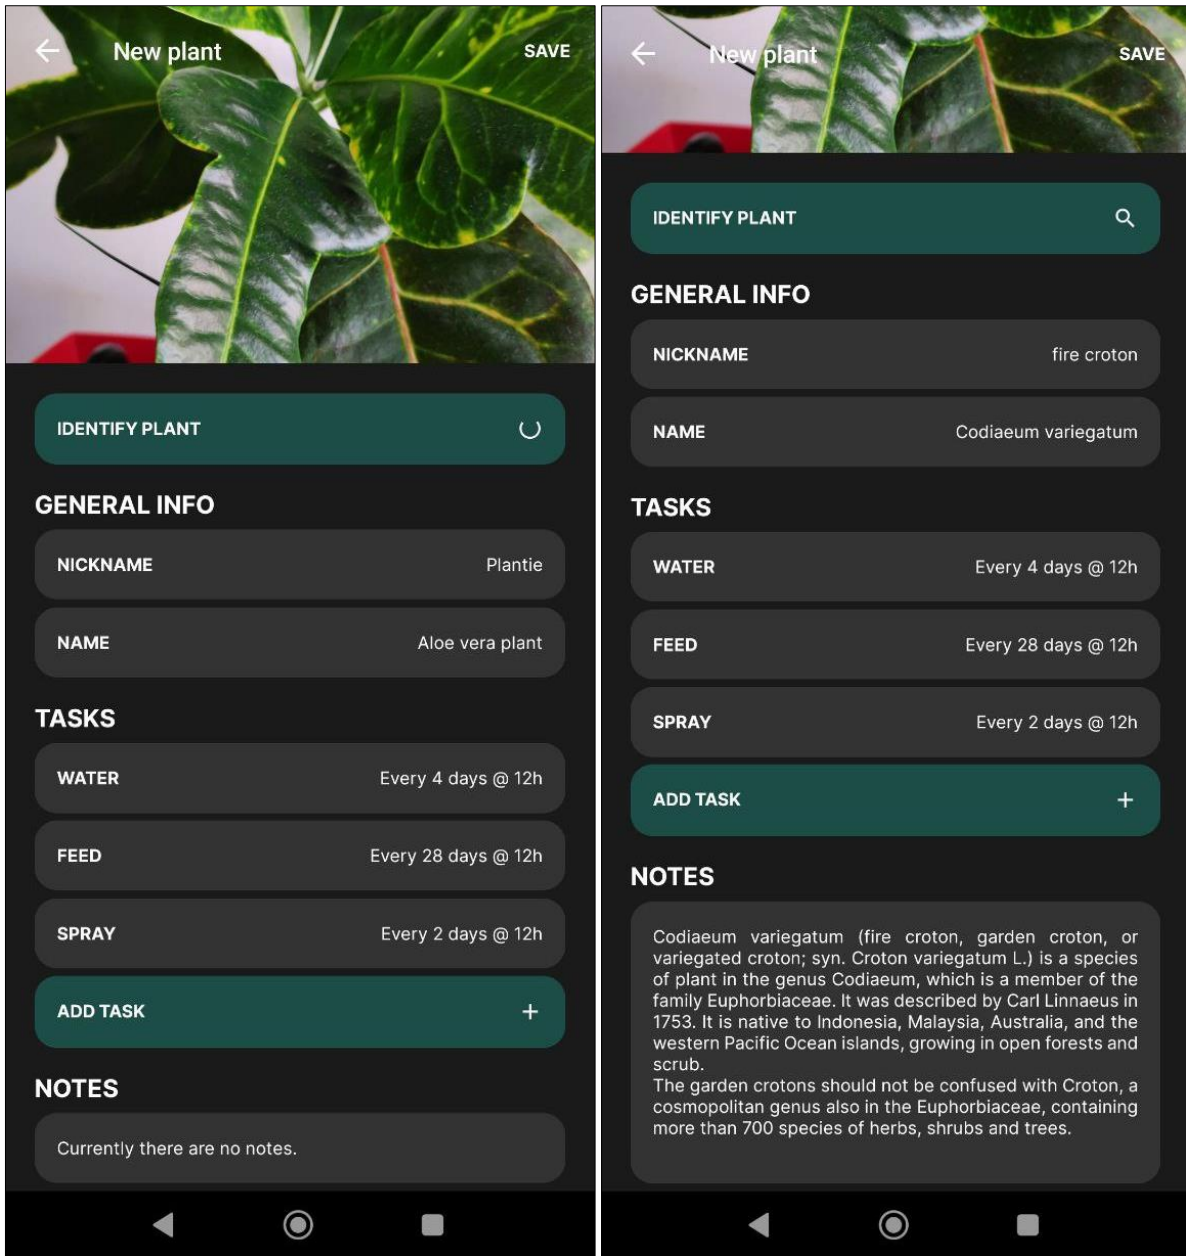 New plant
SAVE
IDENTIFY PLANT
GENERAL INFO
NICKNAME Plantie
NAME Aloe vera plant
TASKS
WATER Every 4 days @ 12h
FEED Every 28 days @ 12h
SPRAY Every 2 days @ 12h
ADD TASK +
NOTES
Currently there are no notes.
New plant
SAVE
IDENTIFY PLANT
GENERAL INFO
NICKNAME fire croton
NAME Codiaeum variegatum
TASKS
WATER Every 4 days @ 12h
FEED Every 28 days @ 12h
SPRAY Every 2 days @ 12h
ADD TASK +
NOTES
Codiaeum variegatum (fire croton, garden croton, or
variegated croton; syn. Croton variegatum L.) is a species
of plant in the genus Codiaeum, which is a member of the
family Euphorbiaceae. It was described by Carl Linnaeus in
1753. It is native to Indonesia, Malaysia, Australia, and the
western Pacific Ocean islands, growing in open forests and
scrub.
The garden crotons should not be confused with Croton, a
cosmopolitan genus also in the Euphorbiaceae, containing
more than 700 species of herbs, shrubs and trees.